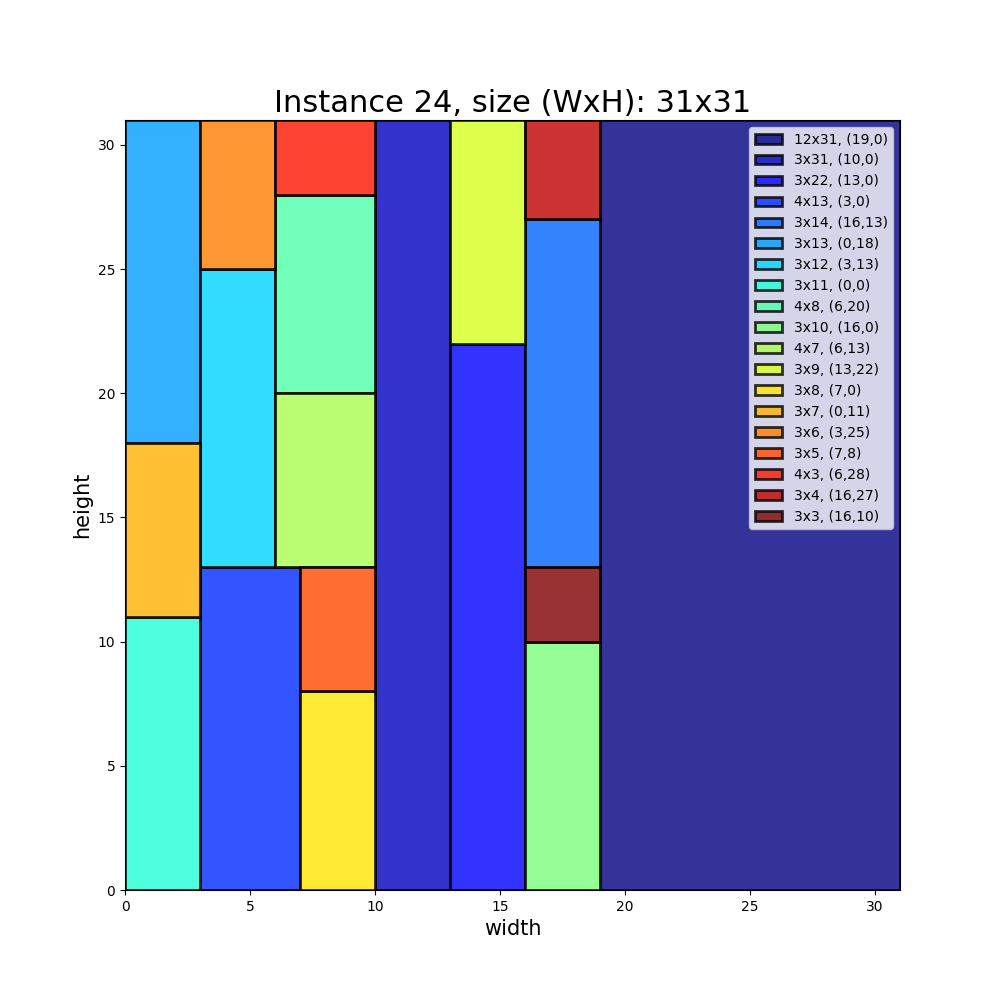 Instance 24, size (WxH): 31x31
30
25
20
15
10
5
0
height
0 5 10 15 20 25 30
width
12x31, (19,0)
3x31, (10,0)
3x22, (13,0)
4x13, (3,0)
3x14, (16,13)
3x13, (0,18)
3x12, (3,13)
3x11, (0,0)
4x8, (6,20)
3x10, (16,0)
4x7, (6,13)
3x9, (13,22)
3x8, (7,0)
3x7, (0,11)
3x6, (3,25)
3x5, (7,8)
4x3, (6,28)
3x4, (16,27)
3x3, (16,10)